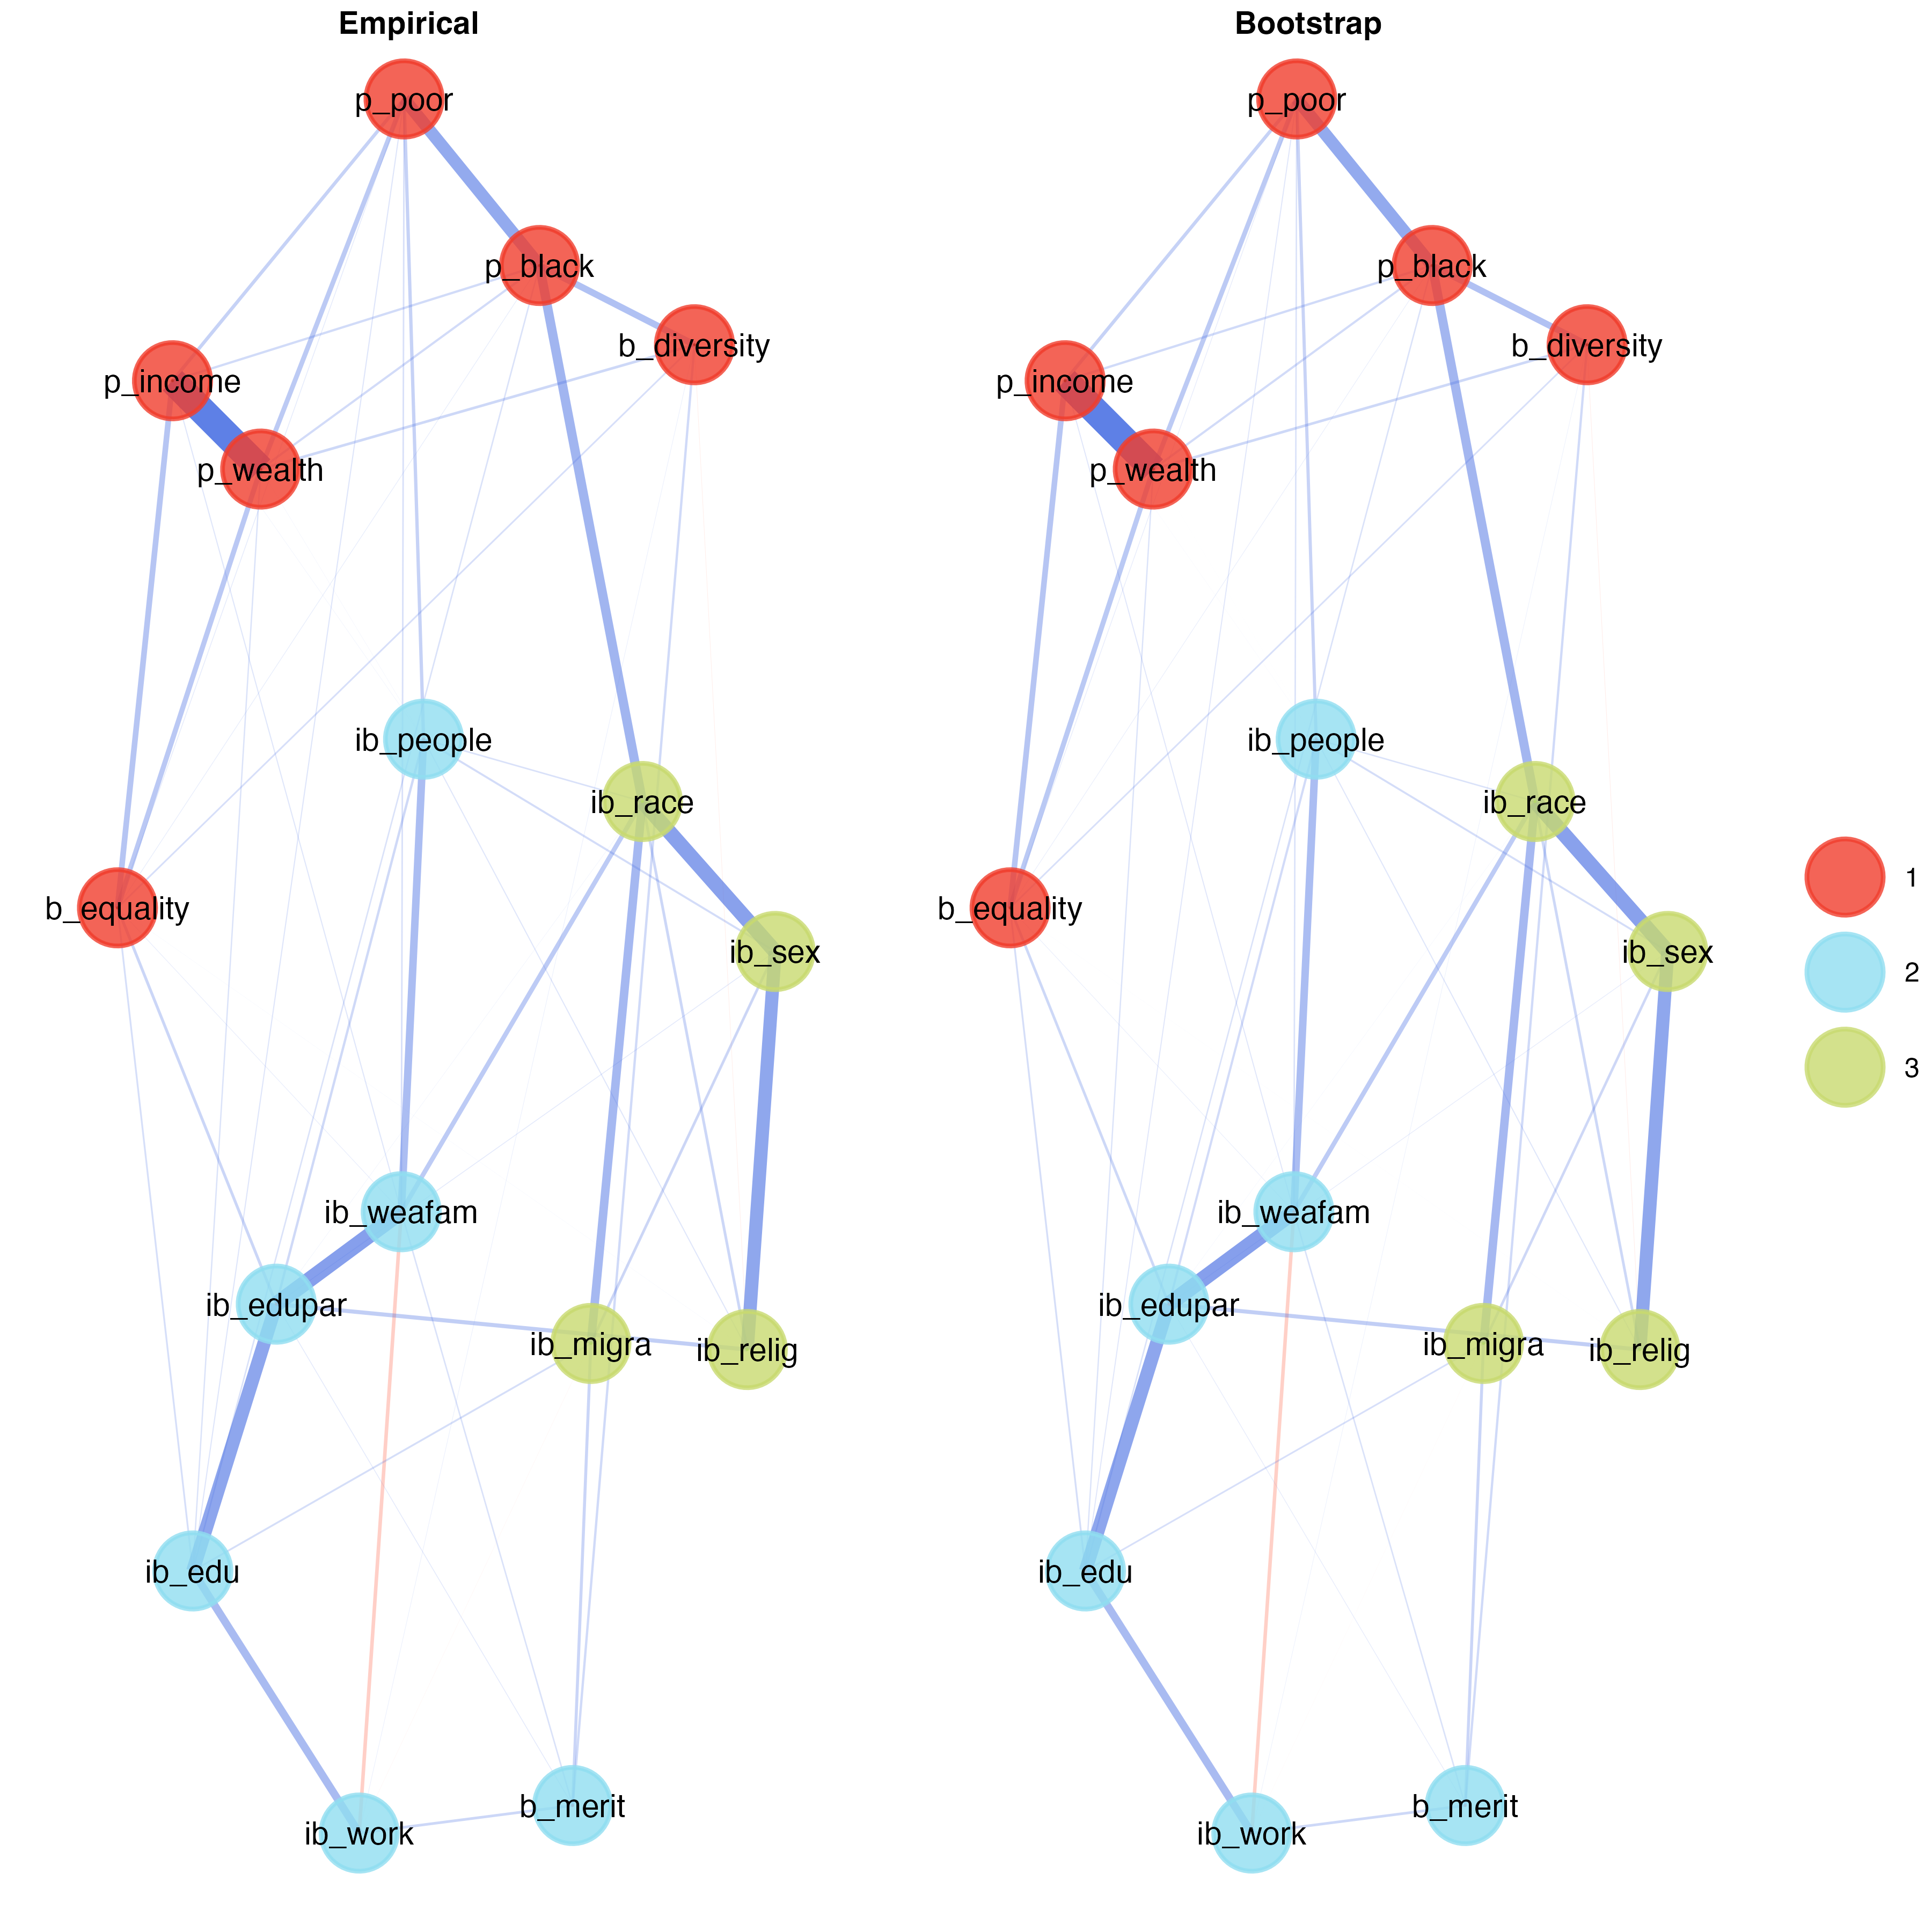 Empirical
p_poor
p_black
b_diversity
p_income
p_wealth
ib_people
ib_race
b_equality
ib_sex
ib_weafam
ib_edupar
ib_migra
ib_relig
ib_edu
b_merit
ib_work
Bootstrap
p_poor
p_black
b_diversity
p_income
p_wealth
ib_people
ib_race
b_equality
ib_sex
ib_weafam
ib_edupar
ib_migra
ib_relig
ib_edu
b_merit
ib_work
1
2
3